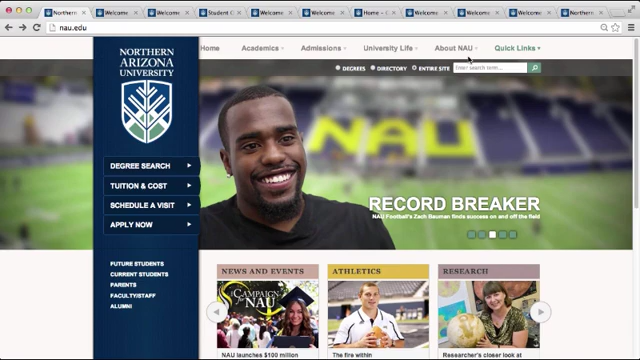 Northern
Welcome
Welcome
Student C
Welcome
Welcome
Home – C
Welcome
Welcome
Welcome
Northern
nau.edu
NORTHERN
ARIZONA
UNIVERSITY
Home
Academics
Admissions
University Life
About NAU
Quick Links
DEGREES
DIRECTORY
ENTIRE SITE
Enter search term...
DEGREE SEARCH
TUITION & COST
SCHEDULE A VISIT
APPLY NOW
NAU
RECORD BREAKER
NAU Football's Zach Bauman finds success on and off the field
FUTURE STUDENTS
CURRENT STUDENTS
PARENTS
FACULTY/STAFF
ALUMNI
NEWS AND EVENTS
ATHLETICS
RESEARCH
CAMPAIGN
for NAU
NAU launches $100 million
The fire within
Researcher's closer look at